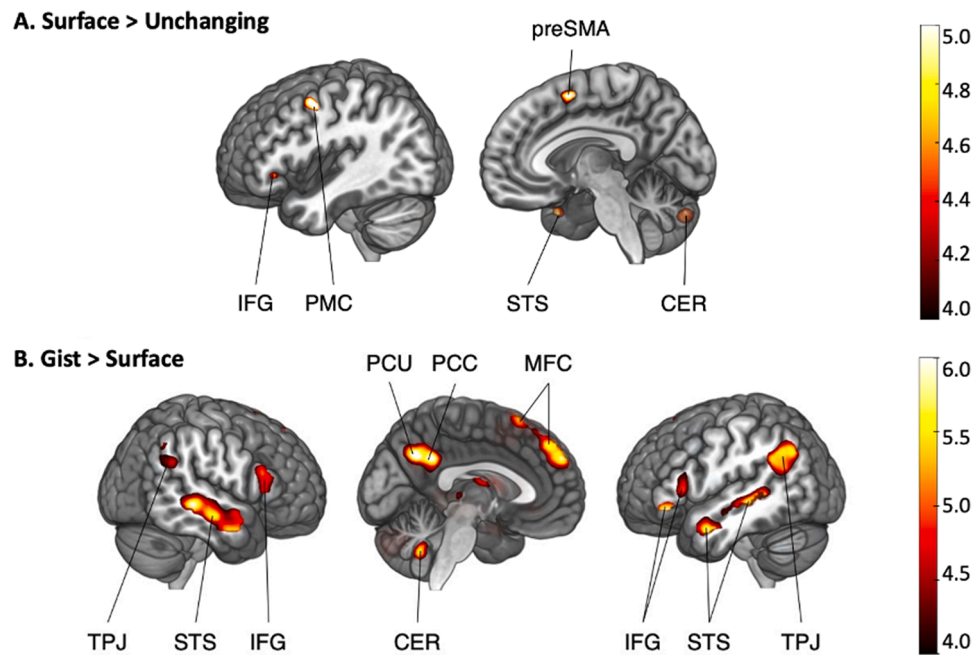 A. Surface > Unchanging
preSMA
5.0
4.8
4.6
4.4
4.2
4.0
IFG PMC STS CER
B. Gist > Surface
PCU PCC MFC
6.0
5.5
5.0
4.5
4.0
TPJ STS IFG CER IFG STS TPJ